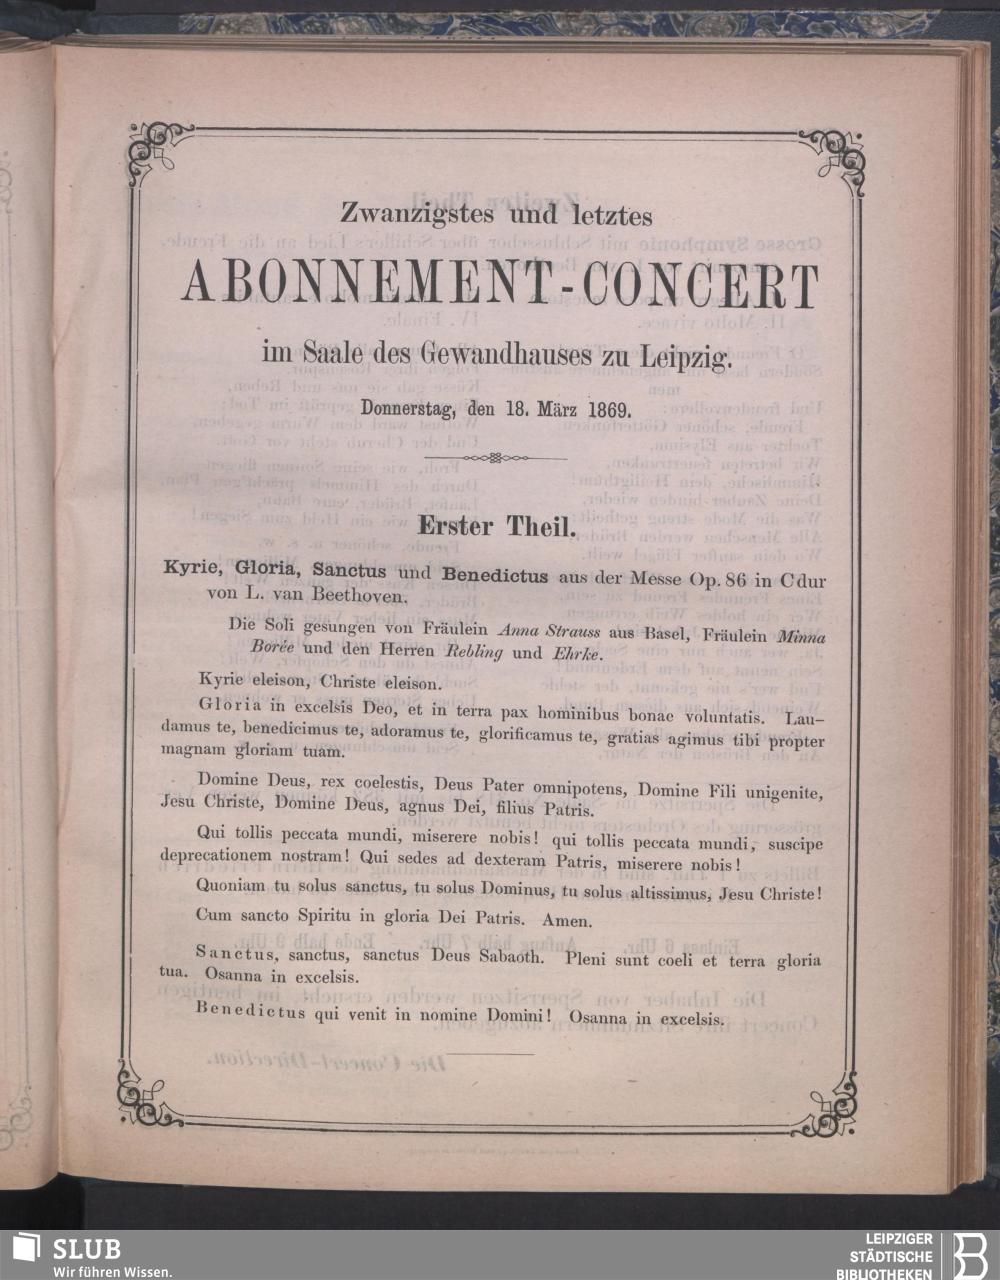 Zwanzigstes und letztes
ABONNEMENT-CONCERT
im Saale des Gewandhauses zu Leipzig.
Donnerstag, den 18. März 1869.
Erster Theil.
Kyrie, Gloria, Sanctus und Benedictus aus der Messe Op. 86 in C dur
von L. van Beethoven.
Die Soli gesungen von Fräulein Anna Strauss aus Basel, Fräulein Minna
Borée und den Herren Rebling und Ehrke.
Kyrie eleison, Christe eleison.
Gloria in excelsis Deo, et in terra pax hominibus bonae voluntatis. Lau-
damus te, benedicimus te, adoramus te, glorificamus te, gratias agimus tibi propter
magnam gloriam tuam.
Domine Deus, rex coelestis, Deus Pater omnipotens, Domine Fili unigenite,
Jesu Christe, Domine Deus, agnus Dei, filius Patris.
Qui tollis peccata mundi, miserere nobis! qui tollis peccata mundi, suscipe
deprecationem nostram! Qui sedes ad dexteram Patris, miserere nobis!
Quoniam tu solus sanctus, tu solus Dominus, tu solus altissimus, Jesu Christe!
Cum sancto Spiritu in gloria Dei Patris. Amen.
Sanctus, sanctus, sanctus Deus Sabaoth. Pleni sunt coeli et terra gloria
tua. Osanna in excelsis.
Benedictus qui venit in nomine Domini! Osanna in excelsis.
SLUB
Wir führen Wissen.
LEIPZIGER
STÄDTISCHE
BIBLIOTHEKEN